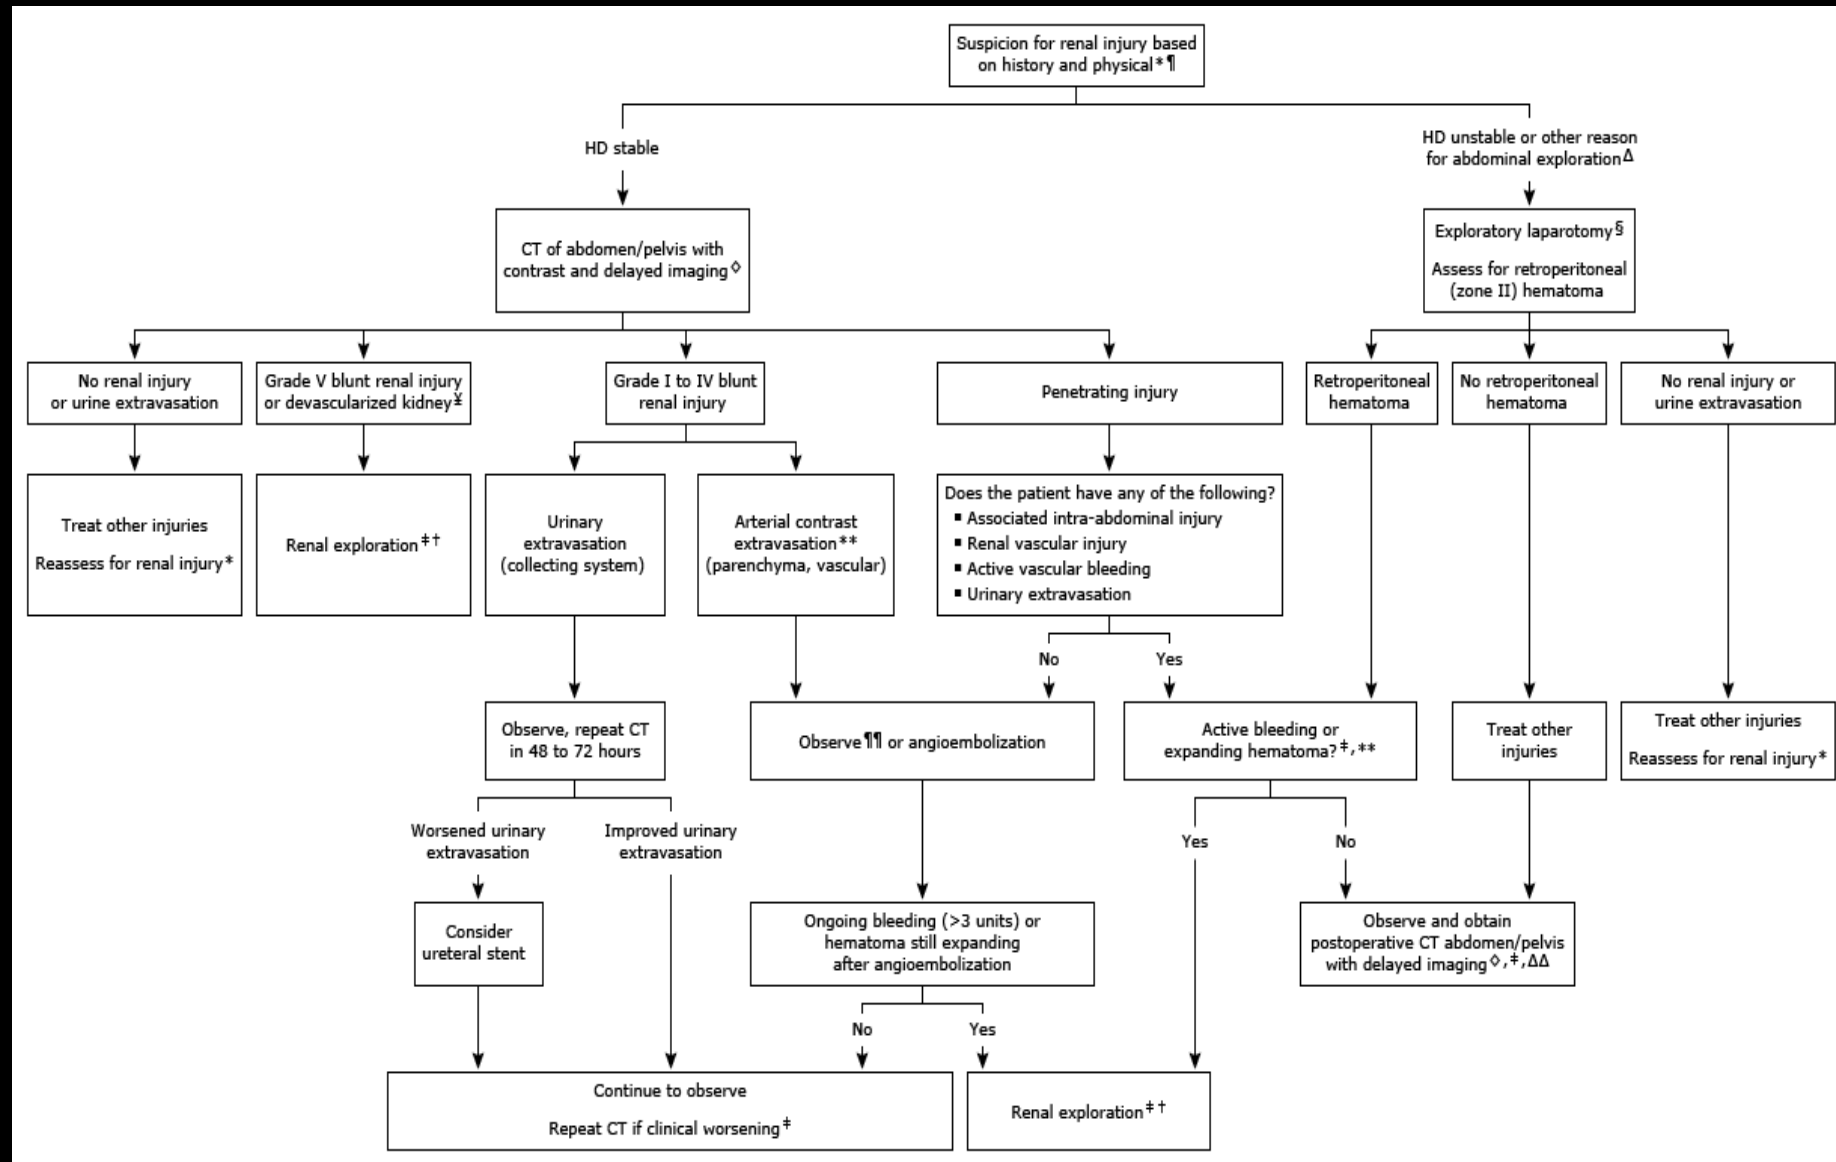 Suspicion for renal injury based
on history and physical*¶
HD stable
HD unstable or other reason
for abdominal explorationΔ
CT of abdomen/pelvis with
contrast and delayed imaging◊
Exploratory laparotomy§
Assess for retroperitoneal
(zone II) hematoma
No renal injury
or urine extravasation
Grade V blunt renal injury
or devascularized kidney¥
Grade I to IV blunt
renal injury
Penetrating injury
Retroperitoneal
hematoma
No retroperitoneal
hematoma
No renal injury or
urine extravasation
Treat other injuries
Reassess for renal injury*
Renal exploration‡†
Urinary
extravasation
(collecting system)
Arterial contrast
extravasation**
(parenchyma, vascular)
Does the patient have any of the following?
▪ Associated intra-abdominal injury
▪ Renal vascular injury
▪ Active vascular bleeding
▪ Urinary extravasation
No
Yes
Observe, repeat CT
in 48 to 72 hours
Observe¶¶ or angioembolization
Active bleeding or
expanding hematoma?‡,**
Treat other
injuries
Treat other injuries
Reassess for renal injury*
Worsened urinary
extravasation
Improved urinary
extravasation
Yes
No
Consider
ureteral stent
Ongoing bleeding (>3 units) or
hematoma still expanding
after angioembolization
Observe and obtain
postoperative CT abdomen/pelvis
with delayed imaging◊,‡,ΔΔ
No
Yes
Continue to observe
Repeat CT if clinical worsening‡
Renal exploration‡†